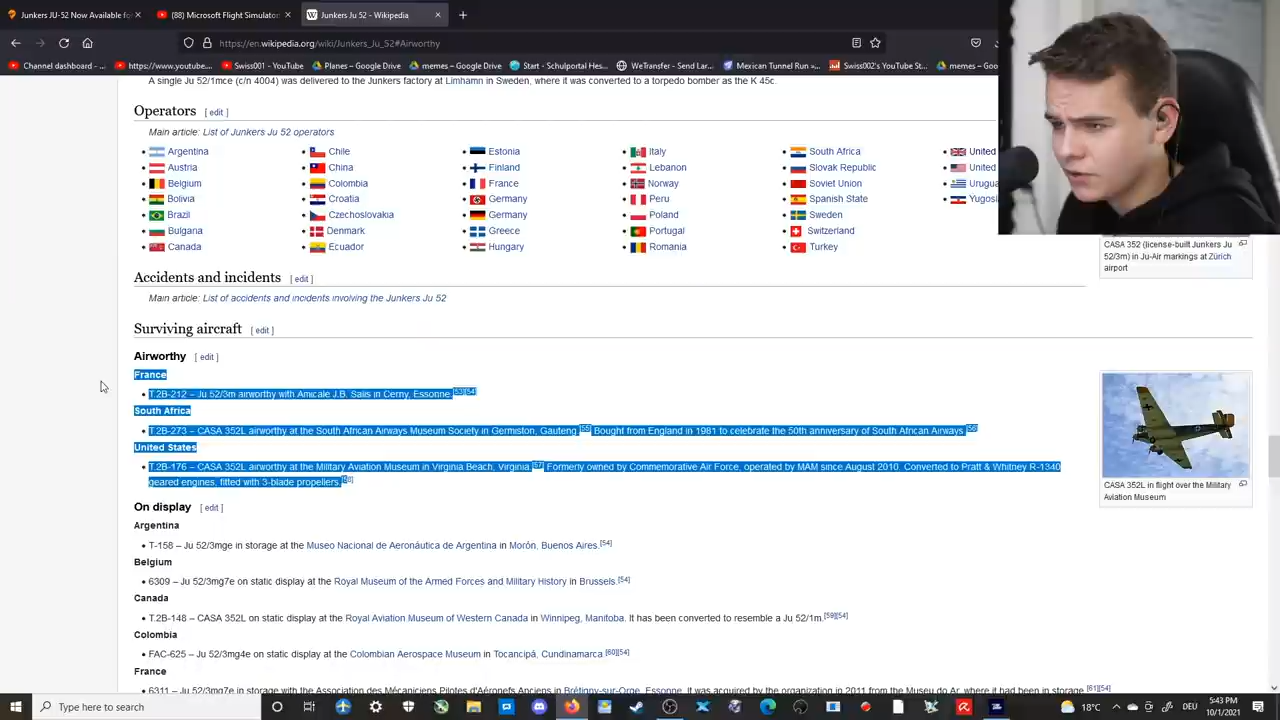 Junkers JU-52 Now Available for
(88) Microsoft Flight Simulator
Junkers Ju 52 - Wikipedia
https://en.wikipedia.org/wiki/Junkers_Ju_52#Airworthy
Channel dashboard - ...
https://www.youtube...
Swiss001 - YouTube
Planes – Google Drive
memes – Google Drive
Start - Schulportal Hes...
WeTransfer - Send Lar...
Mexican Tunnel Man ...
Swiss002's YouTube St...
memes – Google
A single Ju 52/1mce (c/n 4004) was delivered to the Junkers factory at Limhamn in Sweden, where it was converted to a torpedo bomber as the K 45c.
Operators [ edit ]
Main article: List of Junkers Ju 52 operators
Argentina
Austria
Belgium
Bolivia
Brazil
Bulgaria
Canada
Chile
China
Colombia
Croatia
Czechoslovakia
Denmark
Ecuador
Estonia
Finland
France
Germany
Germany
Greece
Hungary
Italy
Lebanon
Norway
Peru
Poland
Portugal
Romania
South Africa
Slovak Republic
Soviet Union
Spanish State
Sweden
Switzerland
Turkey
United
United
Urugua
Yugosl
CASA 352 (license-built Junkers Ju
52/3m) in Ju-Air markings at Zürich
airport
Accidents and incidents [ edit ]
Main article: List of accidents and incidents involving the Junkers Ju 52
Surviving aircraft [ edit ]
Airworthy [ edit ]
France
T.2B-212 – Ju 52/3m airworthy with Amicale J.B. Salis in Cerny, Essonne.[53][54]
South Africa
T.2B-273 – CASA 352L airworthy at the South African Airways Museum Society in Germiston, Gauteng.[55] Bought from England in 1981 to celebrate the 50th anniversary of South African Airways.[56]
United States
T.2B-176 – CASA 352L airworthy at the Military Aviation Museum in Virginia Beach, Virginia.[57] Formerly owned by Commemorative Air Force, operated by MAM since August 2010. Converted to Pratt & Whitney R-1340
geared engines, fitted with 3-blade propellers.[58]
CASA 352L in flight over the Military
Aviation Museum
On display [ edit ]
Argentina
T-158 – Ju 52/3mge in storage at the Museo Nacional de Aeronáutica de Argentina in Morón, Buenos Aires.[54]
Belgium
6309 – Ju 52/3mg7e on static display at the Royal Museum of the Armed Forces and Military History in Brussels.[54]
Canada
T.2B-148 – CASA 352L on static display at the Royal Aviation Museum of Western Canada in Winnipeg, Manitoba. It has been converted to resemble a Ju 52/1m.[59][54]
Colombia
FAC-625 – Ju 52/3mg4e on static display at the Colombian Aerospace Museum in Tocancipá, Cundinamarca.[60][54]
France
6311 – Ju 52/3mg7e in storage with the Association des Mécaniciens Pilotes d'Aéronefs Anciens in Brétigny-sur-Orge, Essonne. It was acquired by the organization in 2011 from the Museu do Ar, where it had been in storage.[61][54]
Type here to search
18°C
DEU
5:43 PM
10/1/2021